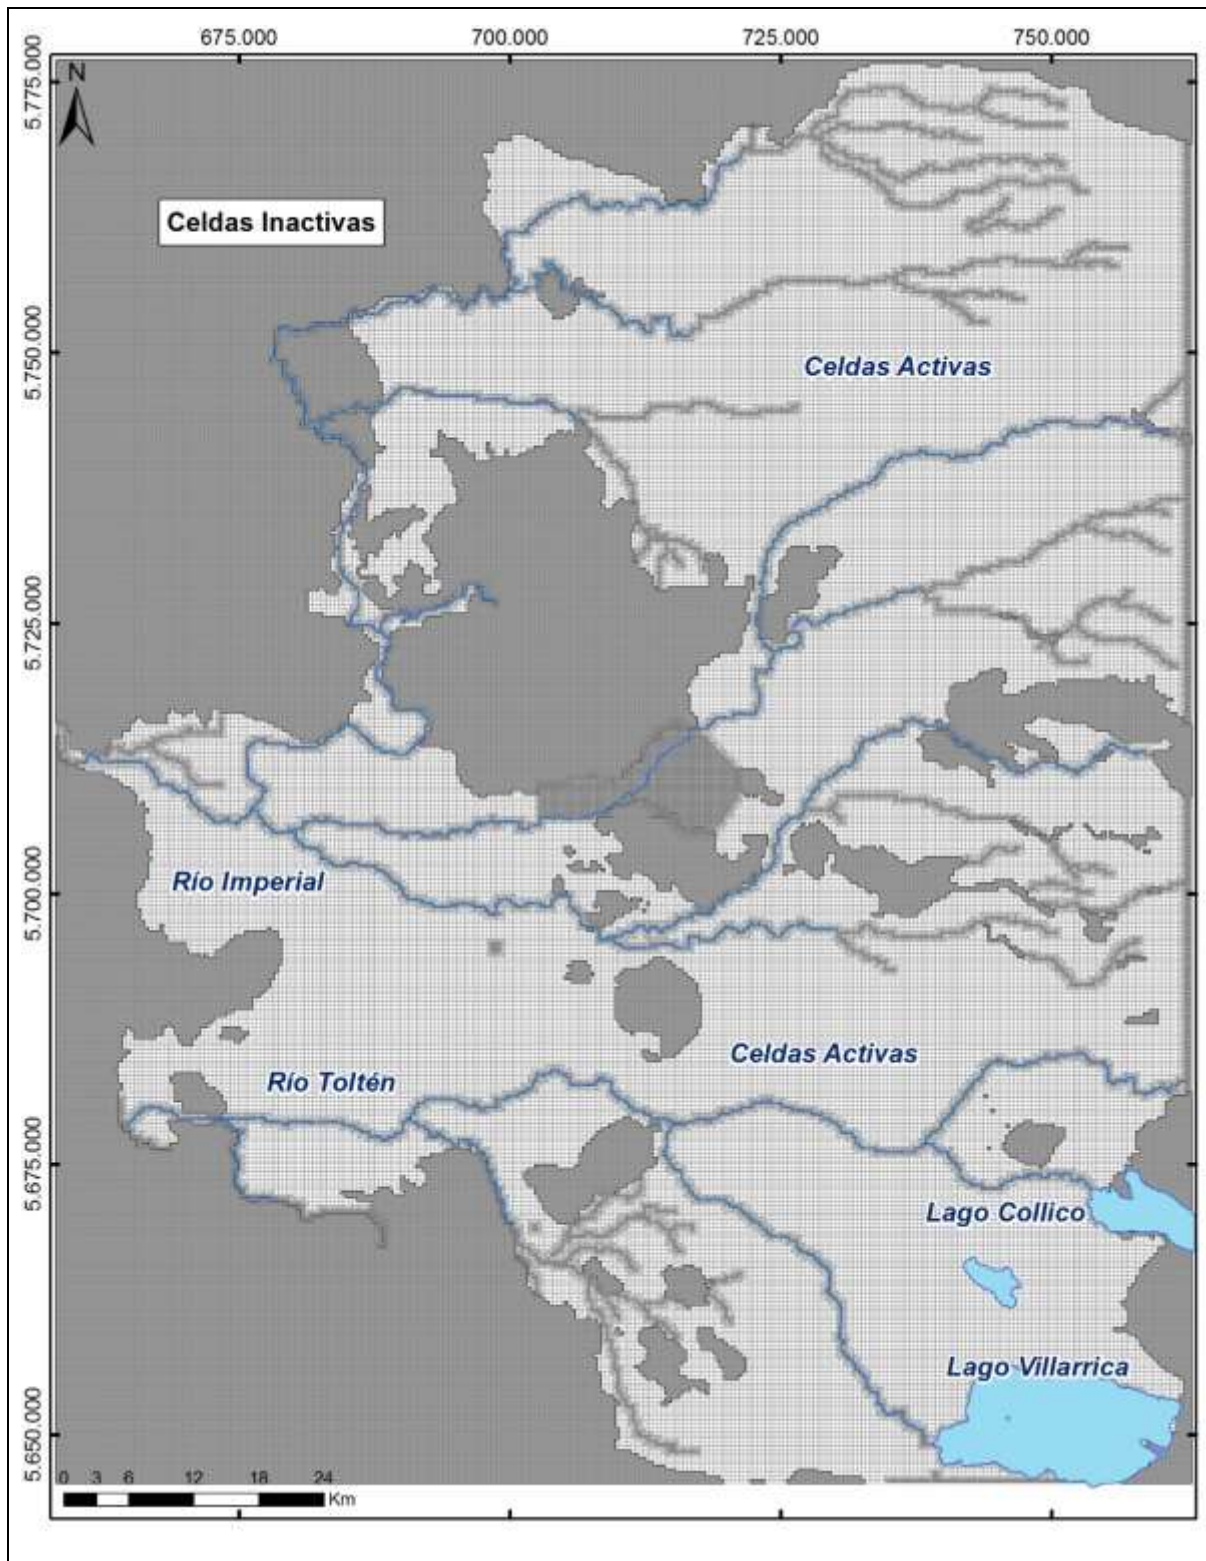 675.000 700.000 725.000 750.000
5.775.000
N
Celdas Inactivas
5.750.000
Celdas Activas
5.725.000
5.700.000
Río Imperial
Celdas Activas
Río Toltén
5.675.000
Lago Collico
Lago Villarrica
5.650.000
0 3 6 12 18 24
Km